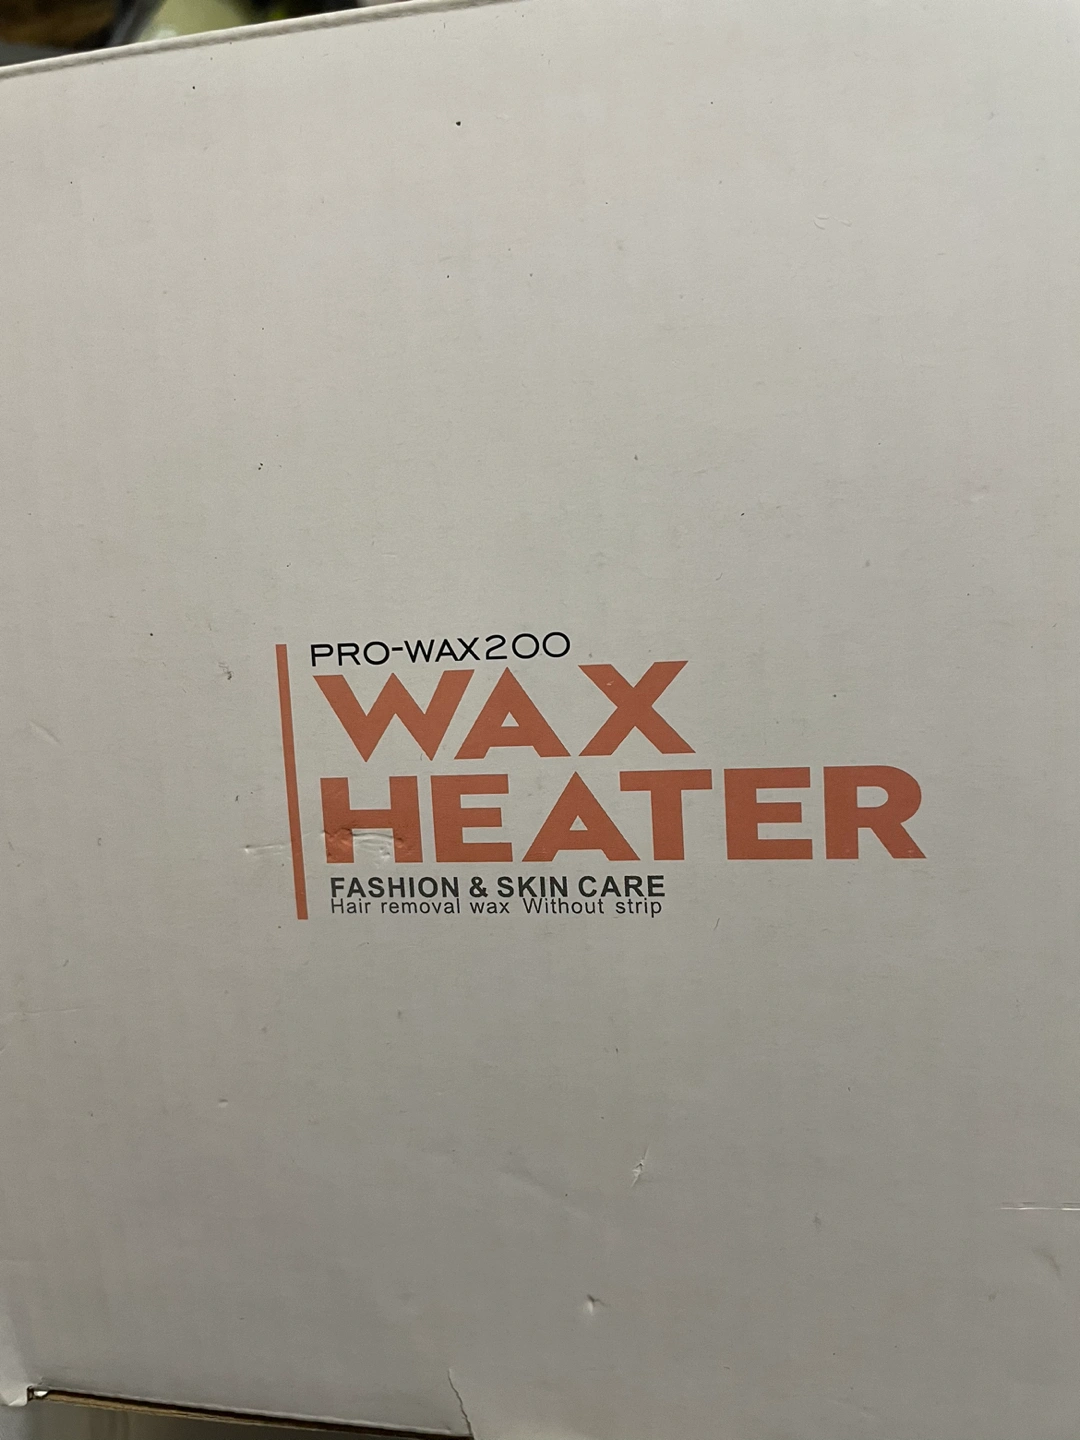 PRO-WAX200
WAX
HEATER
FASHION & SKIN CARE
Hair removal wax Without strip